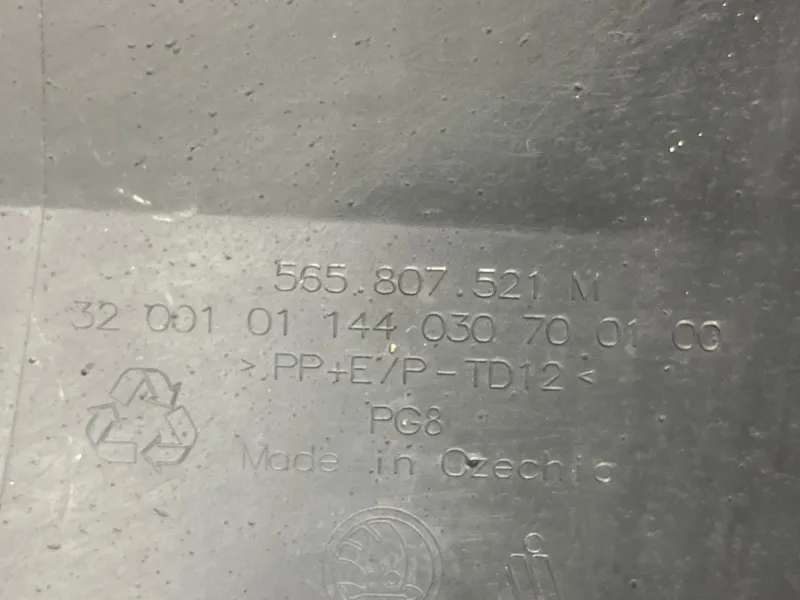 565.807.521 M
32 001 01 144 030 70 01 00
>PP+E/P-TD12<
PG8
Made in Czechia